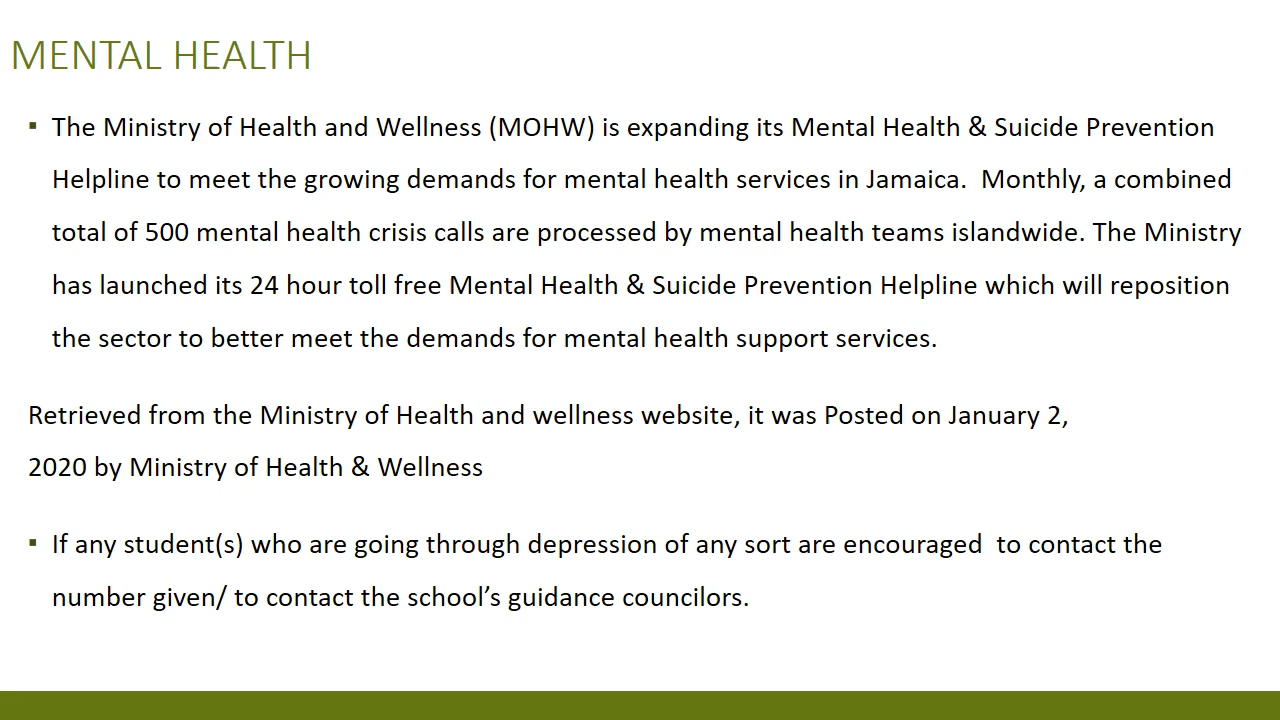 MENTAL HEALTH
▪ The Ministry of Health and Wellness (MOHW) is expanding its Mental Health & Suicide Prevention
Helpline to meet the growing demands for mental health services in Jamaica.  Monthly, a combined
total of 500 mental health crisis calls are processed by mental health teams islandwide. The Ministry
has launched its 24 hour toll free Mental Health & Suicide Prevention Helpline which will reposition
the sector to better meet the demands for mental health support services.
Retrieved from the Ministry of Health and wellness website, it was Posted on January 2,
2020 by Ministry of Health & Wellness
▪ If any student(s) who are going through depression of any sort are encouraged  to contact the
number given/ to contact the school’s guidance councilors.